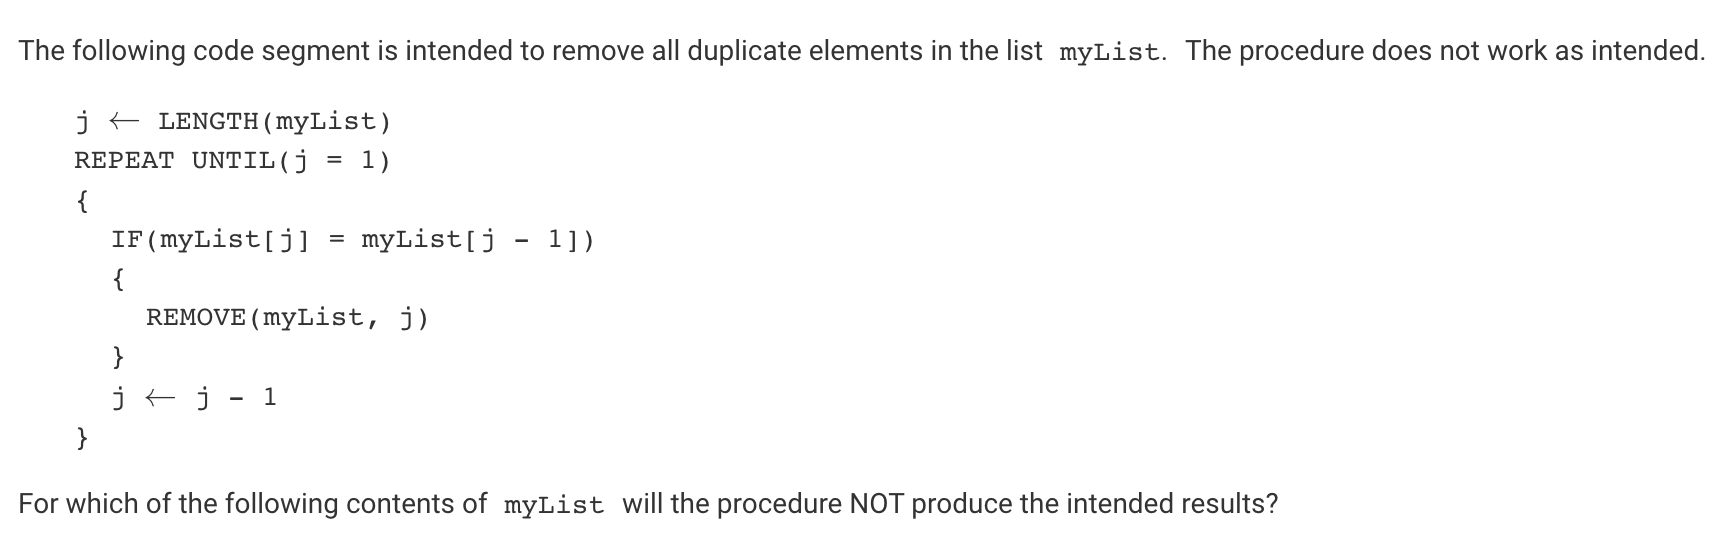 The following code segment is intended to remove all duplicate elements in the list myList. The procedure does not work as intended.
j ← LENGTH(myList)
REPEAT UNTIL(j = 1)
{
IF(myList[j] = myList[j - 1])
{
REMOVE(myList, j)
}
j ← j - 1
}
For which of the following contents of myList will the procedure NOT produce the intended results?